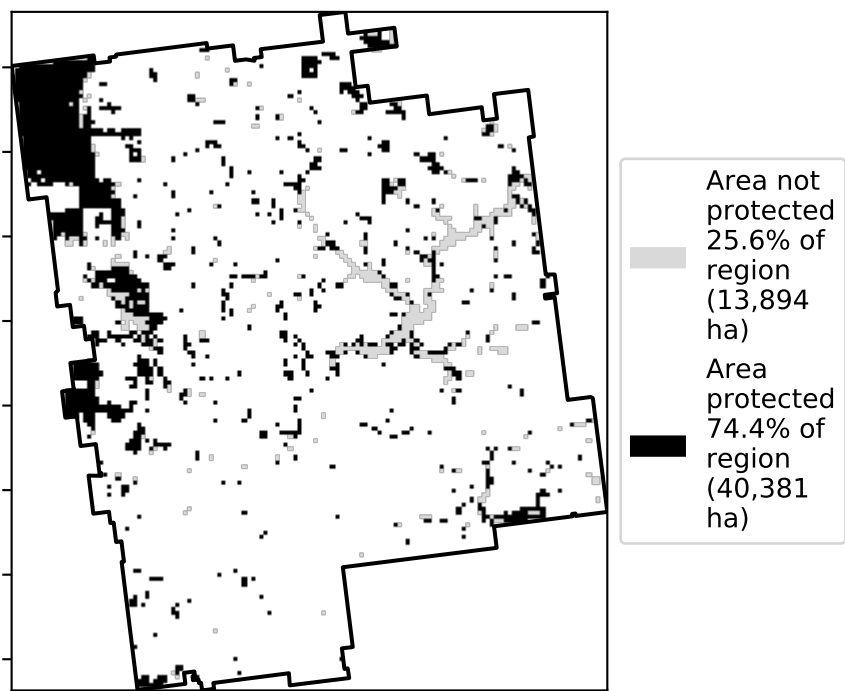 Area not
protected
25.6% of
region
(13,894
ha)
Area
protected
74.4% of
region
(40,381
ha)